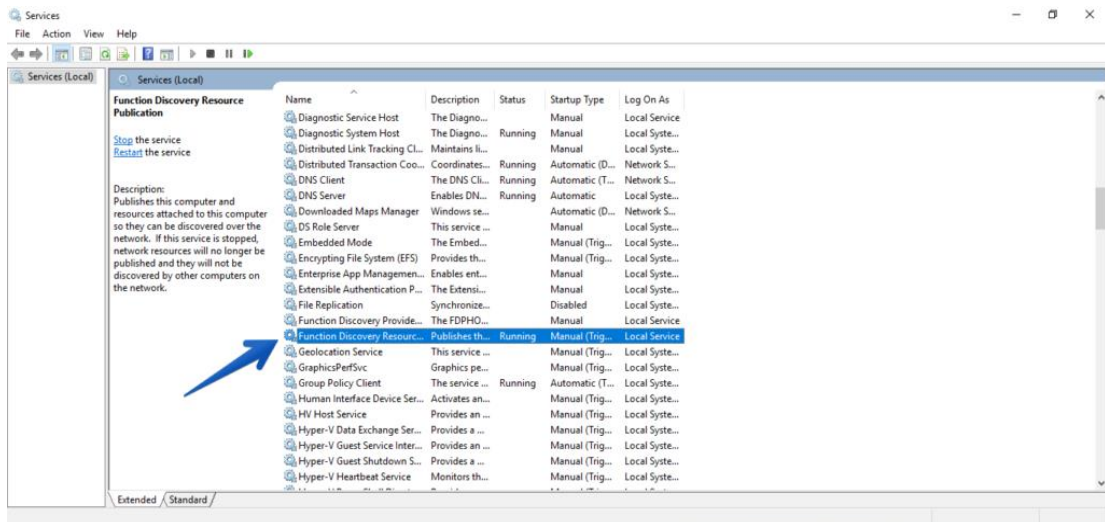 Services
File Action View Help
Services (Local)
Services (Local)
Function Discovery Resource
Publication
Stop the service
Restart the service
Description:
Publishes this computer and
resources attached to this computer
so they can be discovered over the
network. If this service is stopped,
network resources will no longer be
published and they will not be
discovered by other computers on
the network.
Name Description Status Startup Type Log On As
Diagnostic Service Host The Diagno... Manual Local Service
Diagnostic System Host The Diagno... Running Manual Local Syste...
Distributed Link Tracking Cl... Maintains li... Manual Local Syste...
Distributed Transaction Coo... Coordinates... Running Automatic (D... Network S...
DNS Client The DNS Cli... Running Automatic (T... Network S...
DNS Server Enables DN... Running Automatic Local Syste...
Downloaded Maps Manager Windows se... Automatic (D... Network S...
DS Role Server This service ... Manual Local Syste...
Embedded Mode The Embed... Manual (Trig... Local Syste...
Encrypting File System (EFS) Provides th... Manual (Trig... Local Syste...
Enterprise App Managemen... Enables ent... Manual Local Syste...
Extensible Authentication P... The Extensi... Manual Local Syste...
File Replication Synchronize... Disabled Local Syste...
Function Discovery Provide... The FDPHO... Manual Local Service
Function Discovery Resourc... Publishes th... Running Manual (Trig... Local Service
Geolocation Service This service ... Manual (Trig... Local Syste...
GraphicsPerfSvc Graphics pe... Manual (Trig... Local Syste...
Group Policy Client The service ... Running Automatic (T... Local Syste...
Human Interface Device Ser... Activates an... Manual (Trig... Local Syste...
HV Host Service Provides an ... Manual (Trig... Local Syste...
Hyper-V Data Exchange Ser... Provides a ... Manual (Trig... Local Syste...
Hyper-V Guest Service Inter... Provides an ... Manual (Trig... Local Syste...
Hyper-V Guest Shutdown S... Provides a ... Manual (Trig... Local Syste...
Hyper-V Heartbeat Service Monitors th... Manual (Trig... Local Syste...
Extended Standard